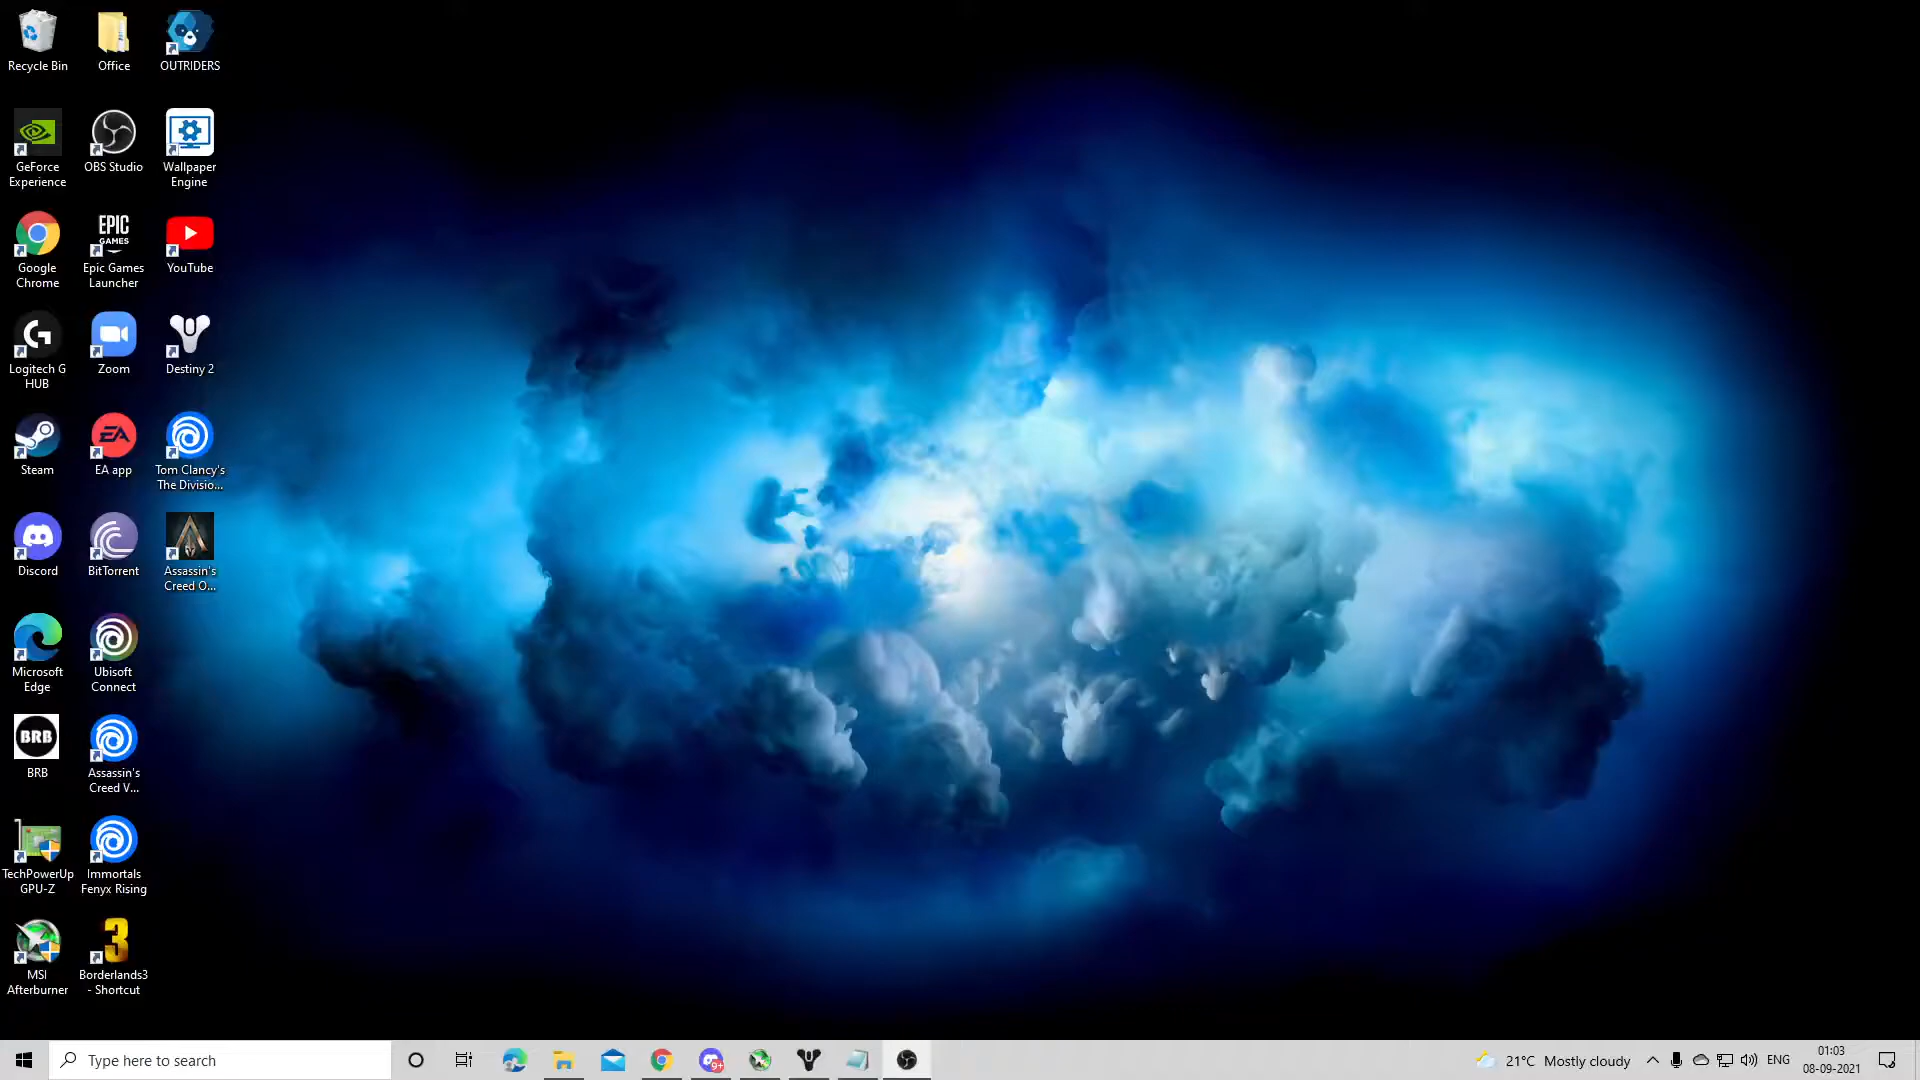 Recycle Bin
Office
OUTRIDERS
GeForce
Experience
OBS Studio
Wallpaper
Engine
Google
Chrome
EPIC
GAMES
Epic Games
Launcher
YouTube
Logitech G
HUB
Zoom
Destiny 2
Steam
EA
EA app
Tom Clancy's
The Divisio...
Discord
BitTorrent
Assassin's
Creed O...
Microsoft
Edge
Ubisoft
Connect
BRB
BRB
Assassin's
Creed V...
TechPowerUp
GPU-Z
Immortals
Fenyx Rising
MSI
Afterburner
3
Borderlands3
- Shortcut
Type here to search
9+
21°C Mostly cloudy
ENG
01:03
08-09-2021